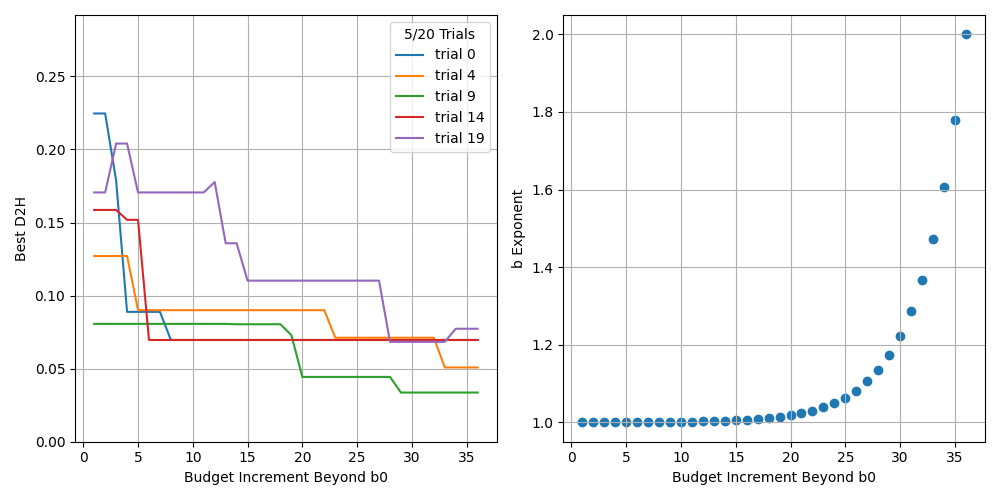 5/20 Trials
trial 0
trial 4
trial 9
trial 14
trial 19
Best D2H
0.25
0.20
0.15
0.10
0.05
0.00
0 5 10 15 20 25 30 35
Budget Increment Beyond b0
b Exponent
2.0
1.8
1.6
1.4
1.2
1.0
0 5 10 15 20 25 30 35
Budget Increment Beyond b0